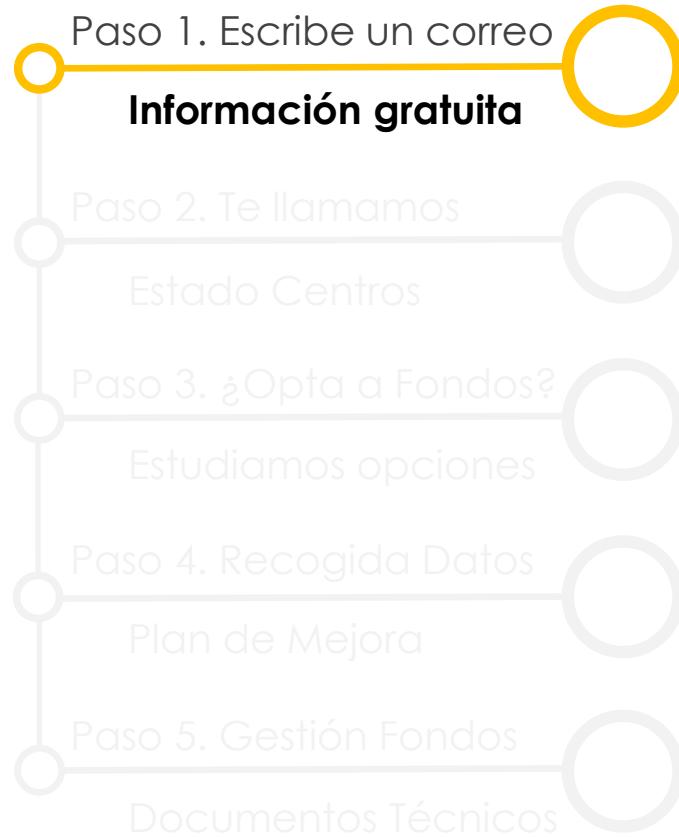 Paso 1. Escribe un correo
Información gratuita
Paso 2. Te llamamos
Estado Centros
Paso 3. ¿Opta a Fondos?
Estudiamos opciones
Paso 4. Recogida Datos
Plan de Mejora
Paso 5. Gestión Fondos
Documentos Técnicos